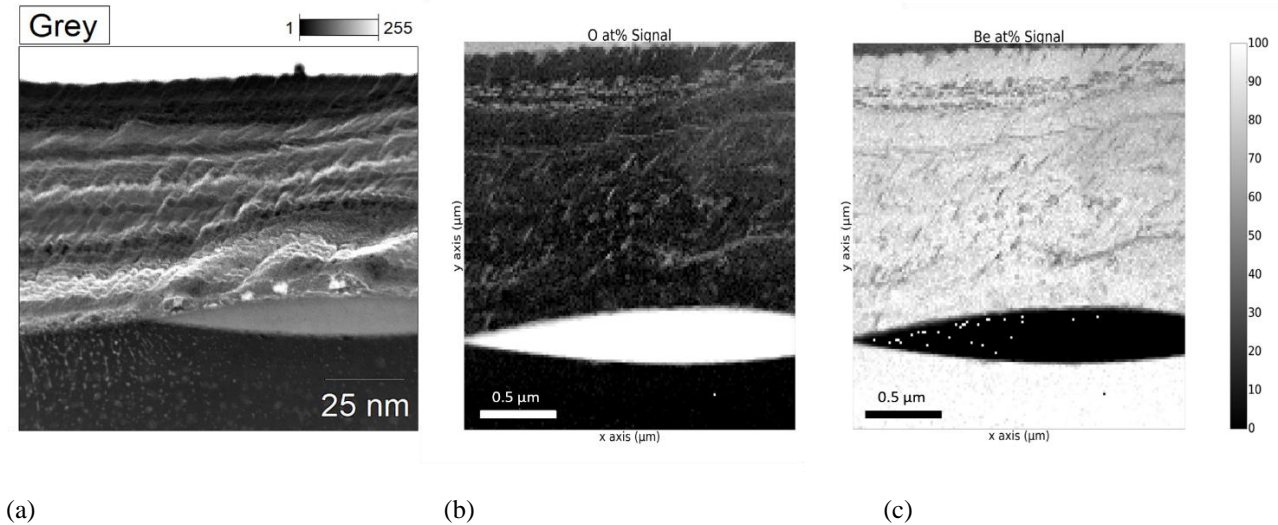 Grey
1 255
25 nm
O at% Signal
y axis (μm)
0.5 μm
x axis (μm)
Be at% Signal
y axis (μm)
0.5 μm
x axis (μm)
100
90
80
70
60
50
40
30
20
10
0
(a) (b) (c)